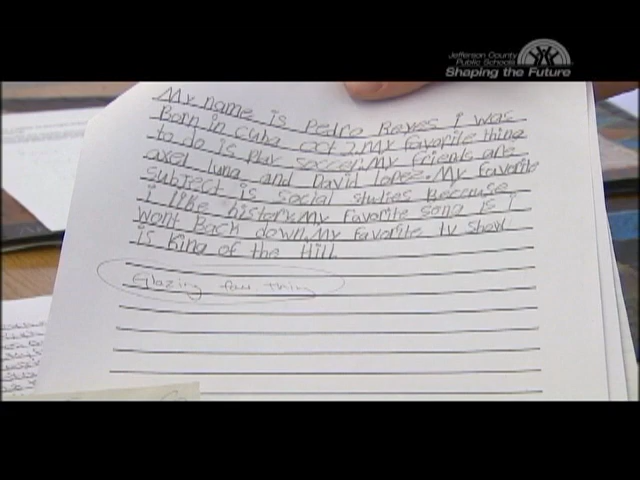 Jefferson County
Public Schools
Shaping the Future
My name is Pedro Reyes i was
Born in Cuba oct 2. My favorite thing
to do is play soccer. My friends are
axel luna and David lopez. My favorite
subject is social studies Because
i like history. My favorite song is i
wont Back down. My favorite tv show
is King of the Hill